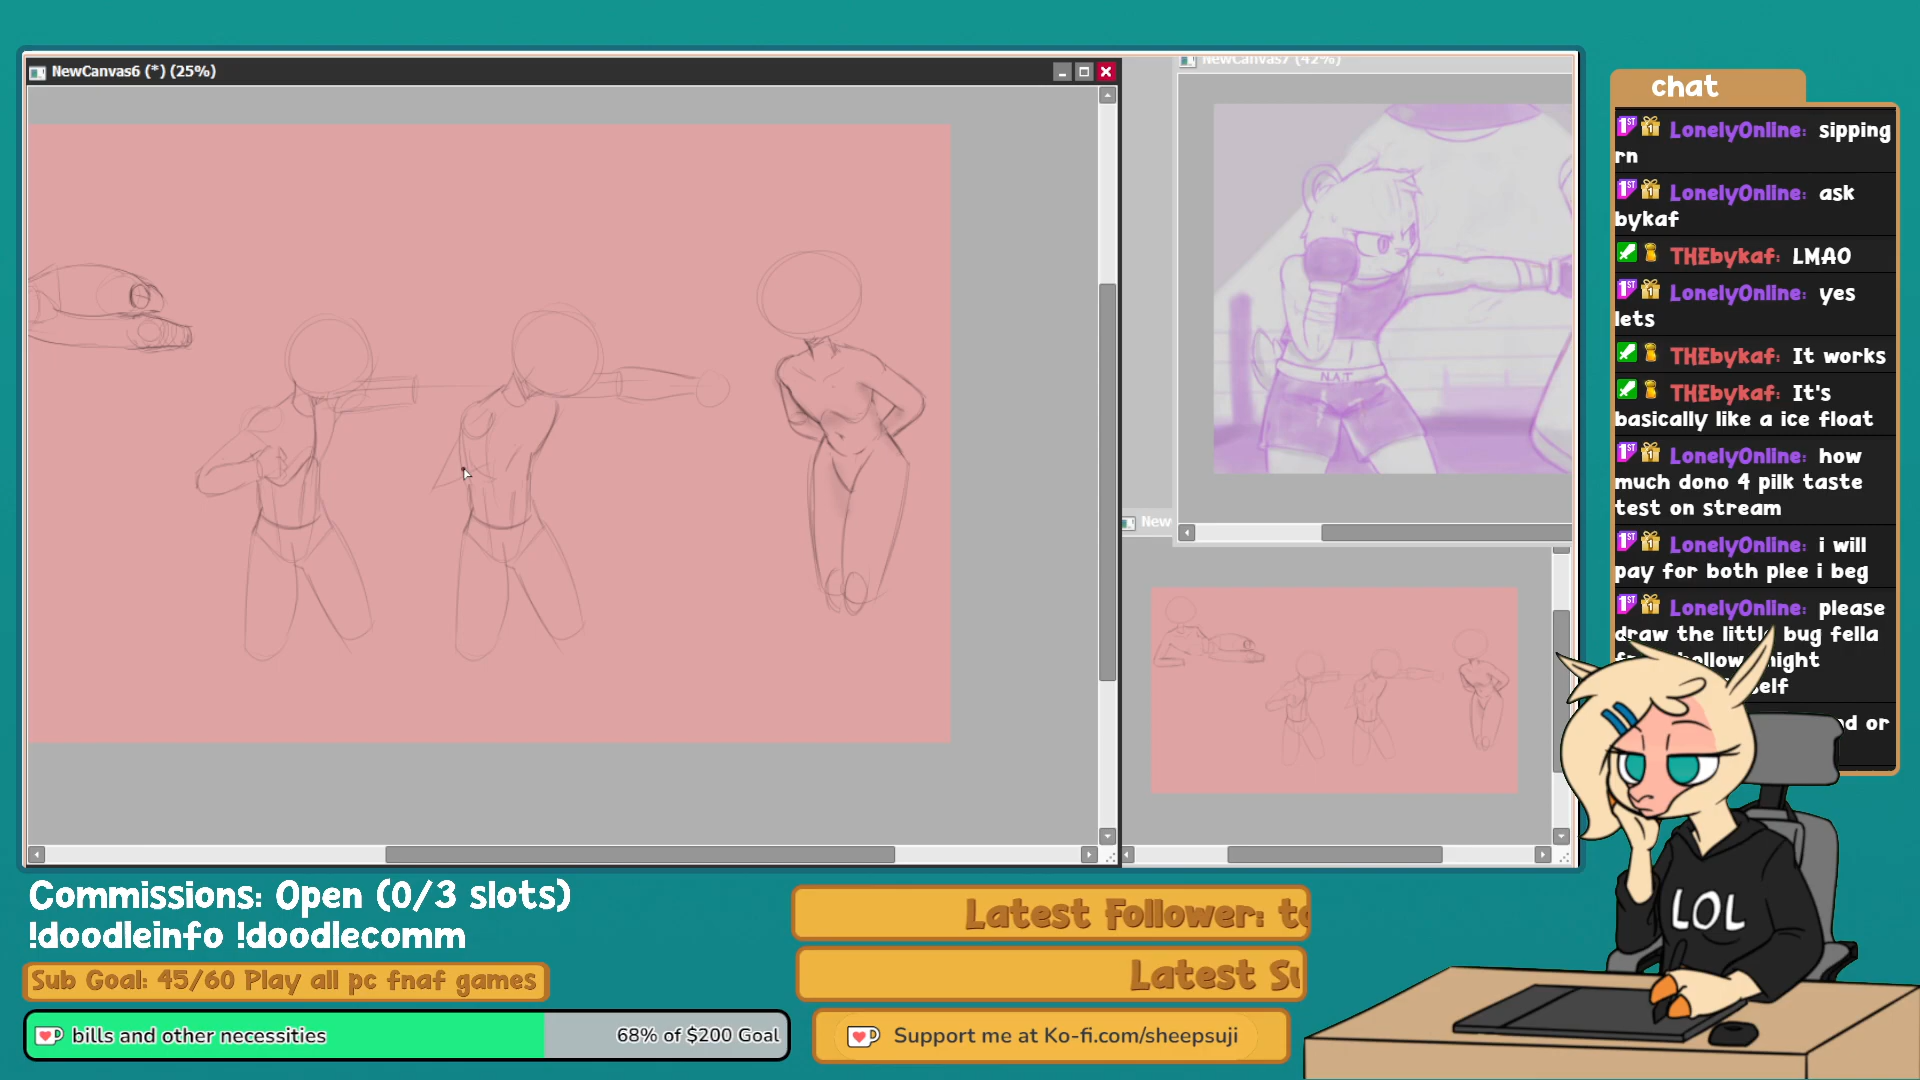 NewCanvas6 (*) (25%)
NewCanvas7 (42%)
N.A.T
New
chat
LonelyOnline: sipping
rn
LonelyOnline: ask
bykaf
THEbykaf: LMAO
LonelyOnline: yes
lets
THEbykaf: It works
THEbykaf: It's
basically like a ice float
LonelyOnline: how
much dono 4 pilk taste
test on stream
LonelyOnline: i will
pay for both plee i beg
LonelyOnline: please
draw the little bug fella
or
LOL
Commissions: Open (0/3 slots)
!doodleinfo !doodlecomm
Sub Goal: 45/60 Play all pc fnaf games
bills and other necessities 68% of $200 Goal
Latest Follower:
Latest
Support me at Ko-fi.com/sheepsuji